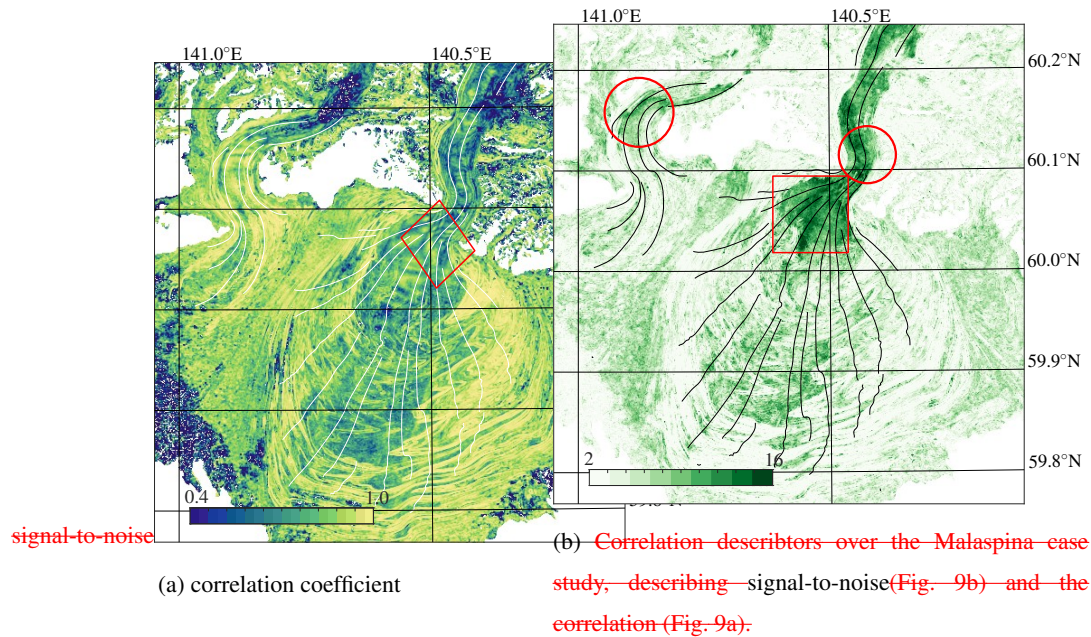 141.0°E 140.5°E
141.0°E 140.5°E
60.2°N
60.1°N
60.0°N
59.9°N
59.8°N
2 16
0.4 1.0
signal-to-noise
(a) correlation coefficient
(b) Correlation describtors over the Malaspina case
study, describing signal-to-noise(Fig. 9b) and the
correlation (Fig. 9a).